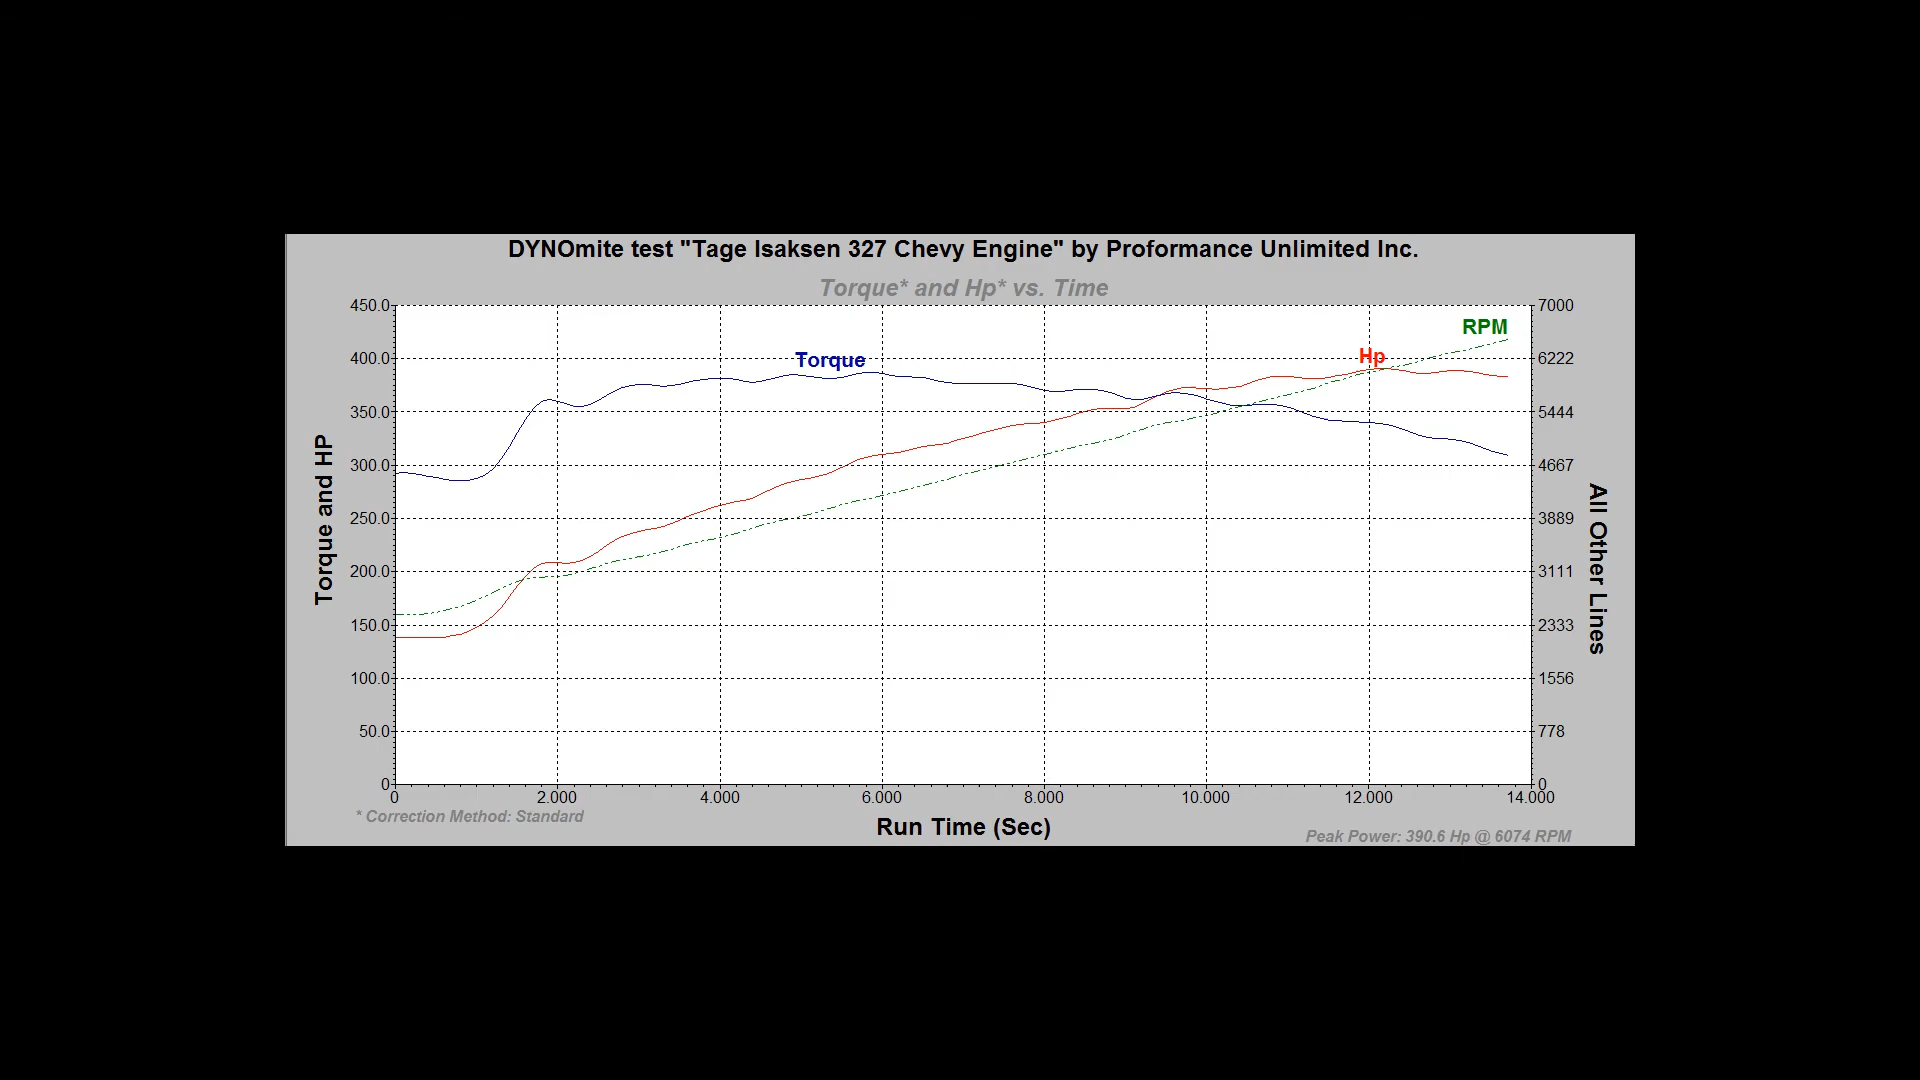 DYNOmite test "Tage Isaksen 327 Chevy Engine" by Proformance Unlimited Inc.
Torque* and Hp* vs. Time
450.0
400.0
350.0
300.0
250.0
200.0
150.0
100.0
50.0
0
Torque and HP
Torque
Hp
RPM
7000
6222
5444
4667
3889
3111
2333
1556
778
0
All Other Lines
0 2.000 4.000 6.000 8.000 10.000 12.000 14.000
* Correction Method: Standard
Run Time (Sec)
Peak Power: 390.6 Hp @ 6074 RPM